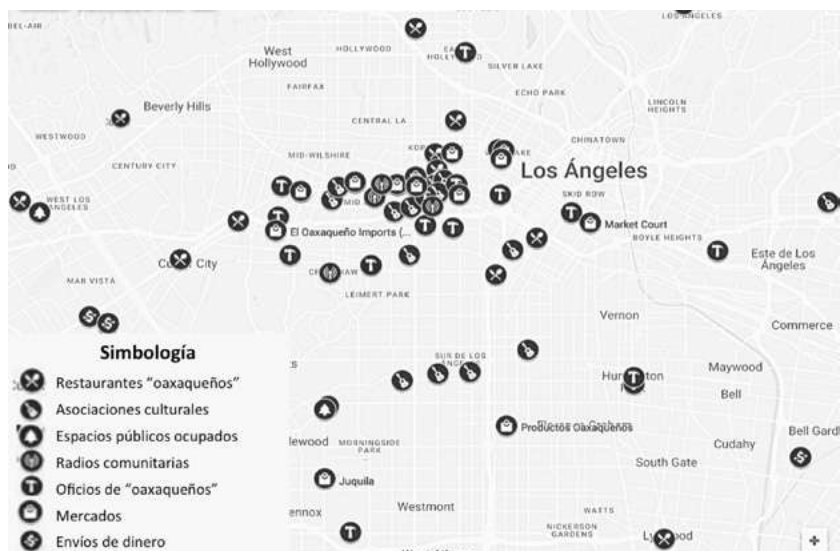 BEL-AIR
LOS ANGELES
West Hollywood
HOLLYWOOD
SILVER LAKE
FAIRFAX
ECHO PARK
LINCOLN HEIGHTS
Beverly Hills
CENTRAL LA
WESTWOOD
CENTURY CITY
MID-WILSHIRE
CHINATOWN
Los Ángeles
WEST LOS ANGELES
MID
SKID ROW
El Oaxaqueño Imports (...
Market Court
BOYLE HEIGHTS
Este de Los Ángeles
City
MAR VISTA
LEIMERT PARK
Vernon
Commerce
Simbología
Restaurantes “oaxaqueños”
Asociaciones culturales
Espacios públicos ocupados
Radios comunitarias
Oficios de “oaxaqueños”
Mercados
Envíos de dinero
SUR DE LOS
Maywood
Bell
Productos Oaxaqueños
Bell Gard
MORNINGSIDE PARK
Cudahy
South Gate
Juquila
Westmont
WATTS
NICKERSON GARDENS